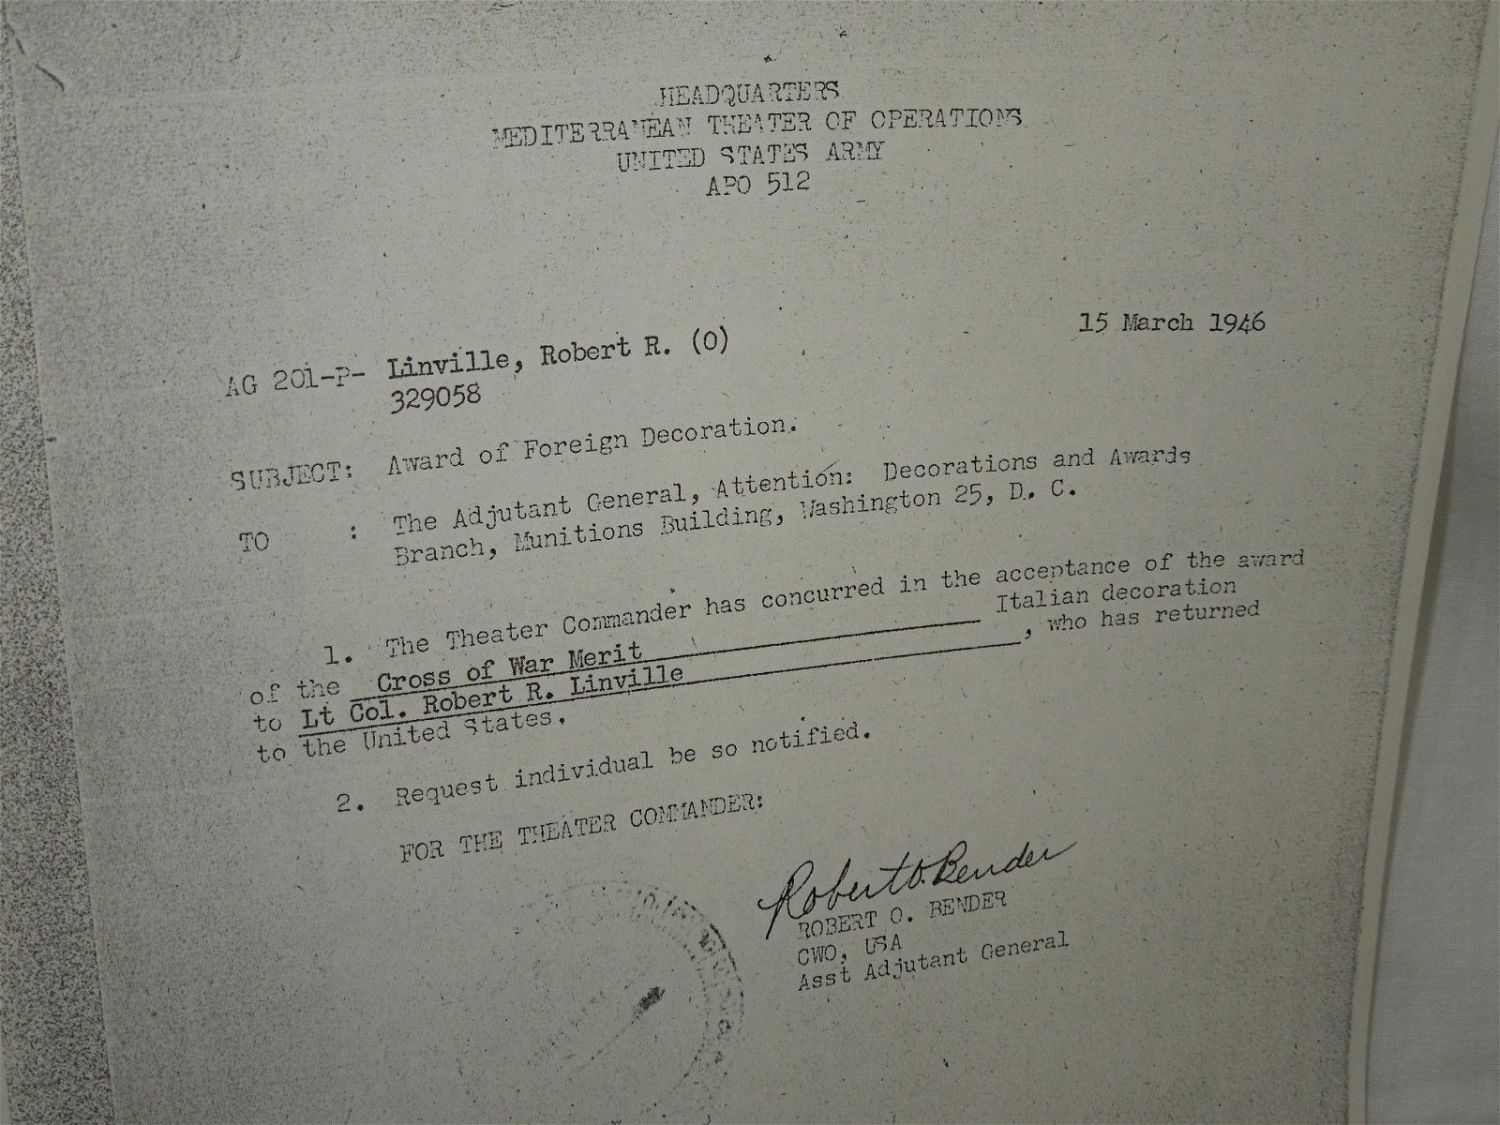 HEADQUARTERS
MEDITERRANEAN THEATER OF OPERATIONS
UNITED STATES ARMY
APO 512
15 March 1946
AG 201-P- Linville, Robert R. (O)
329058
SUBJECT: Award of Foreign Decoration.
TO : The Adjutant General, Attention: Decorations and Awards
Branch, Munitions Building, Washington 25, D. C.
1. The Theater Commander has concurred in the acceptance of the award
of the Cross of War Merit Italian decoration
to Lt Col. Robert R. Linville, who has returned
to the United States.
2. Request individual be so notified.
FOR THE THEATER COMMANDER:
Robert O. Bender
ROBERT O. BENDER
CWO, USA
Asst Adjutant General